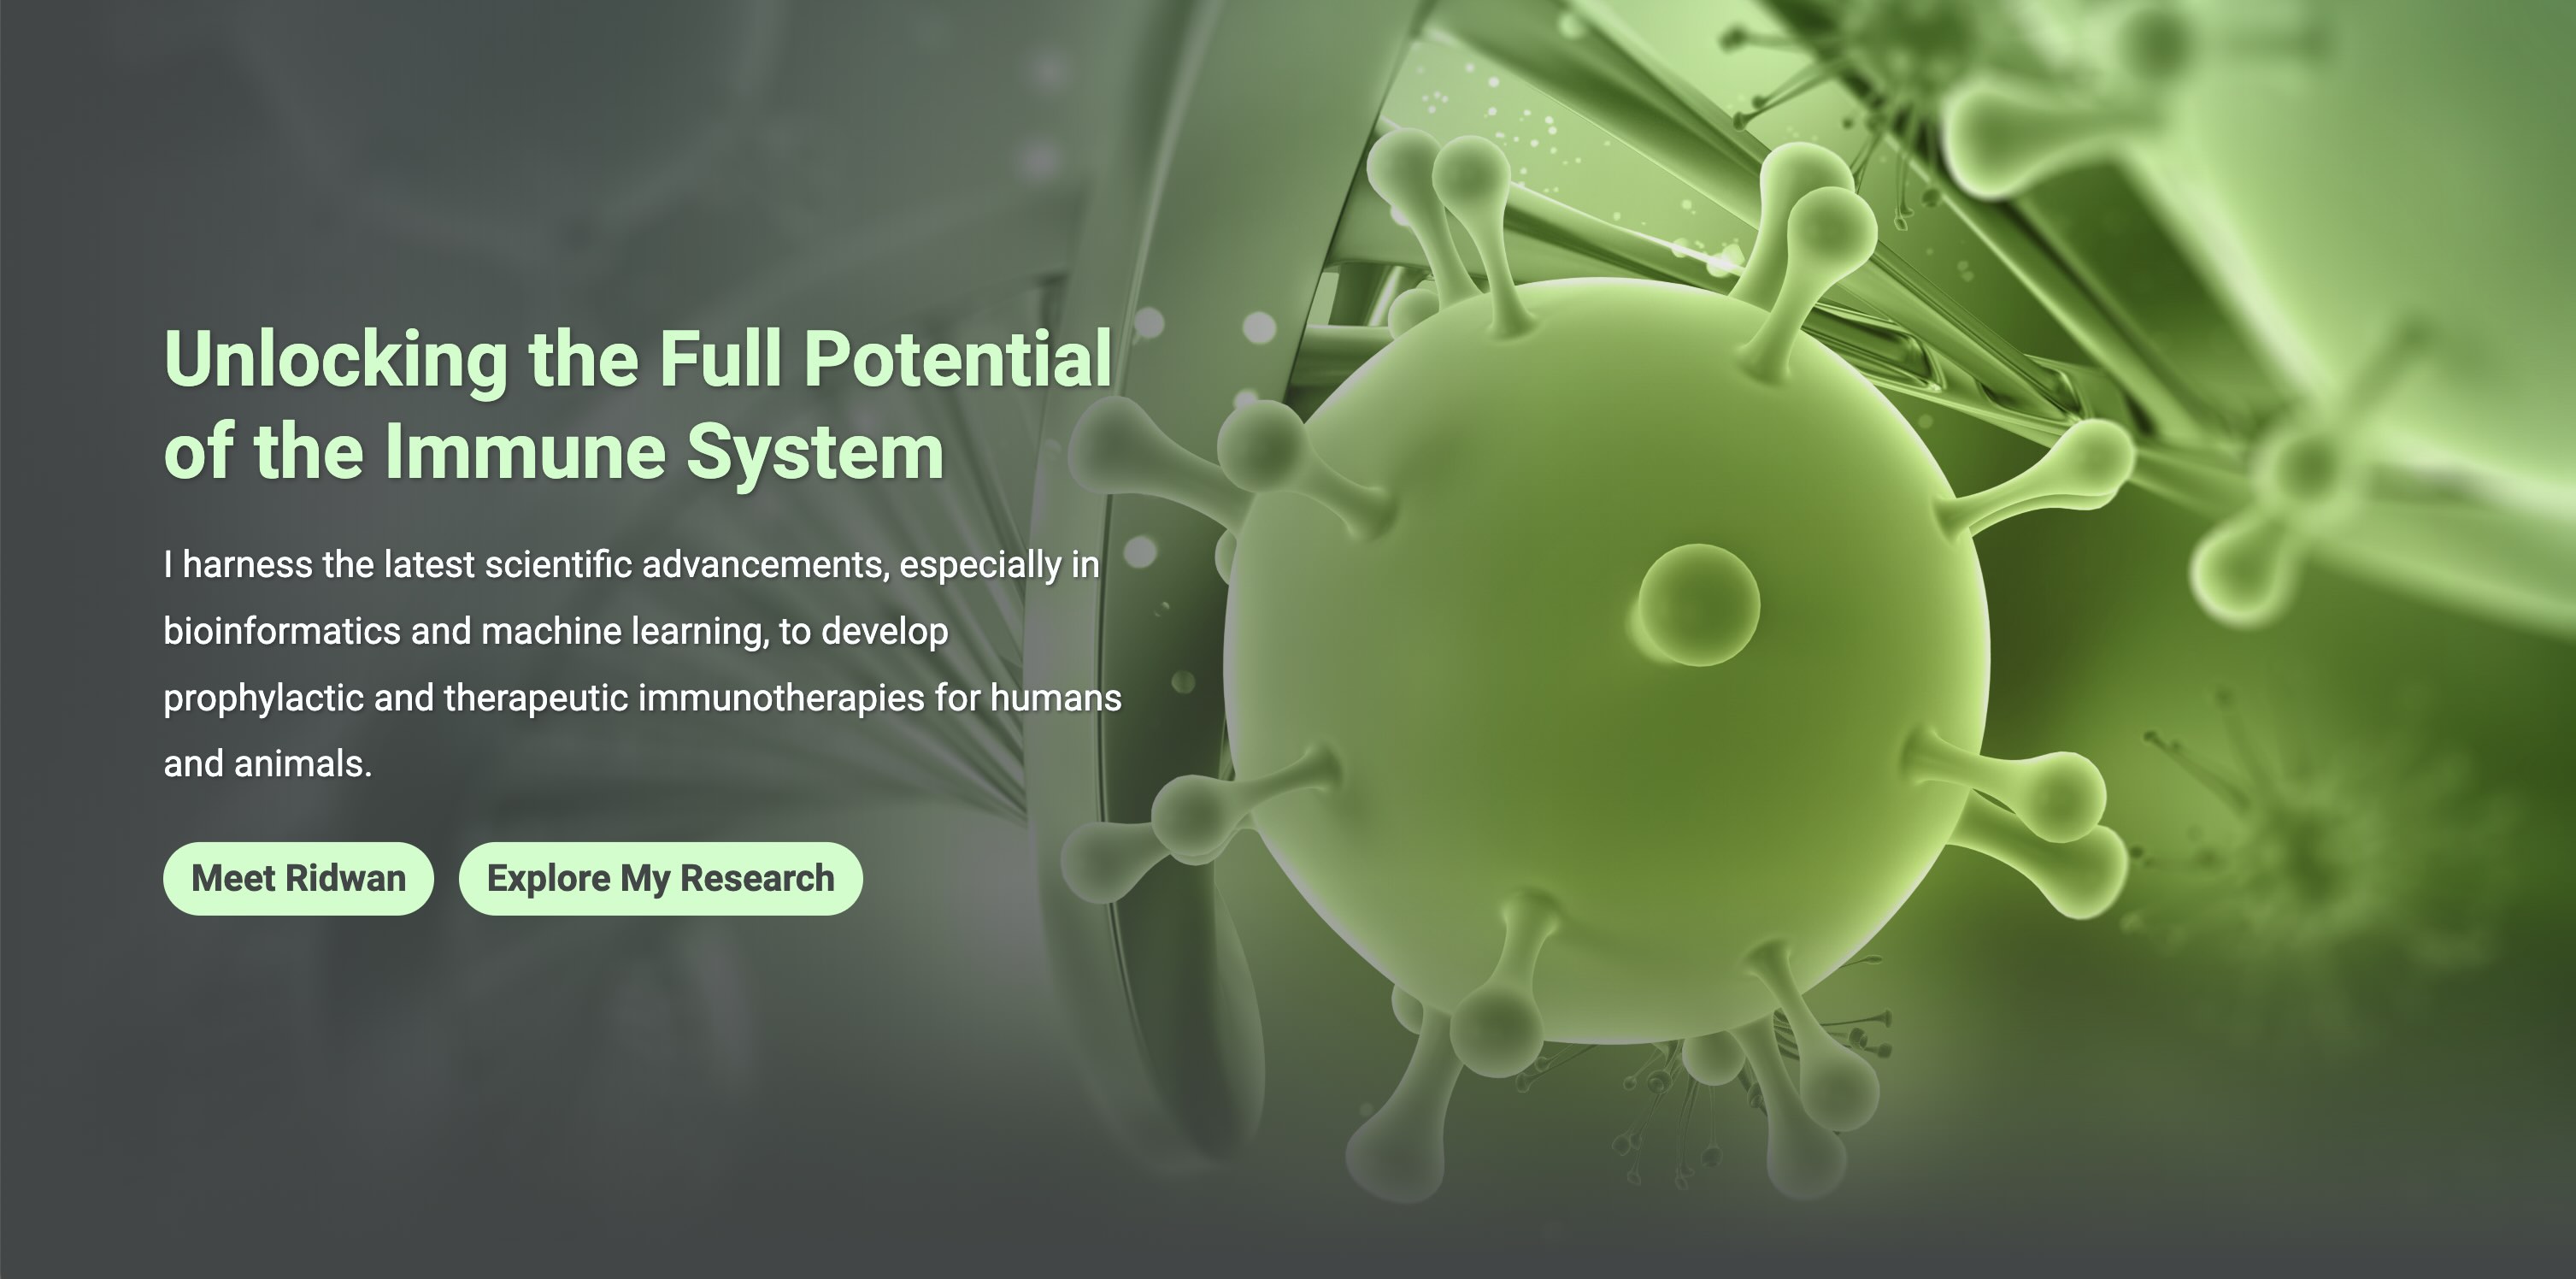 Unlocking the Full Potential
of the Immune System
I harness the latest scientific advancements, especially in
bioinformatics and machine learning, to develop
prophylactic and therapeutic immunotherapies for humans
and animals.
Meet Ridwan
Explore My Research